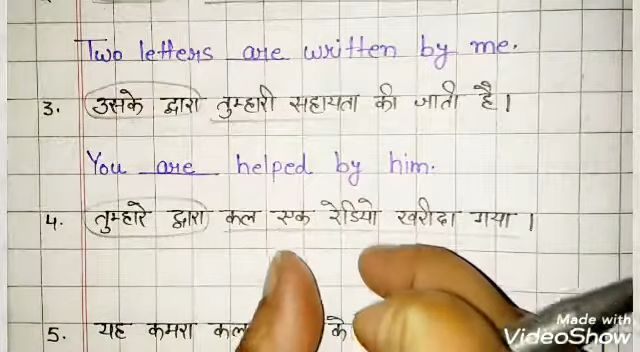 Two letters are written by me.
3. उसके द्वारा तुम्हारी सहायता की जाती है।
You are helped by him.
4. तुम्हारे द्वारा कल एक रेडियो खरीदा गया ।
5. यह कमरा कल के
Made with
VideoShow